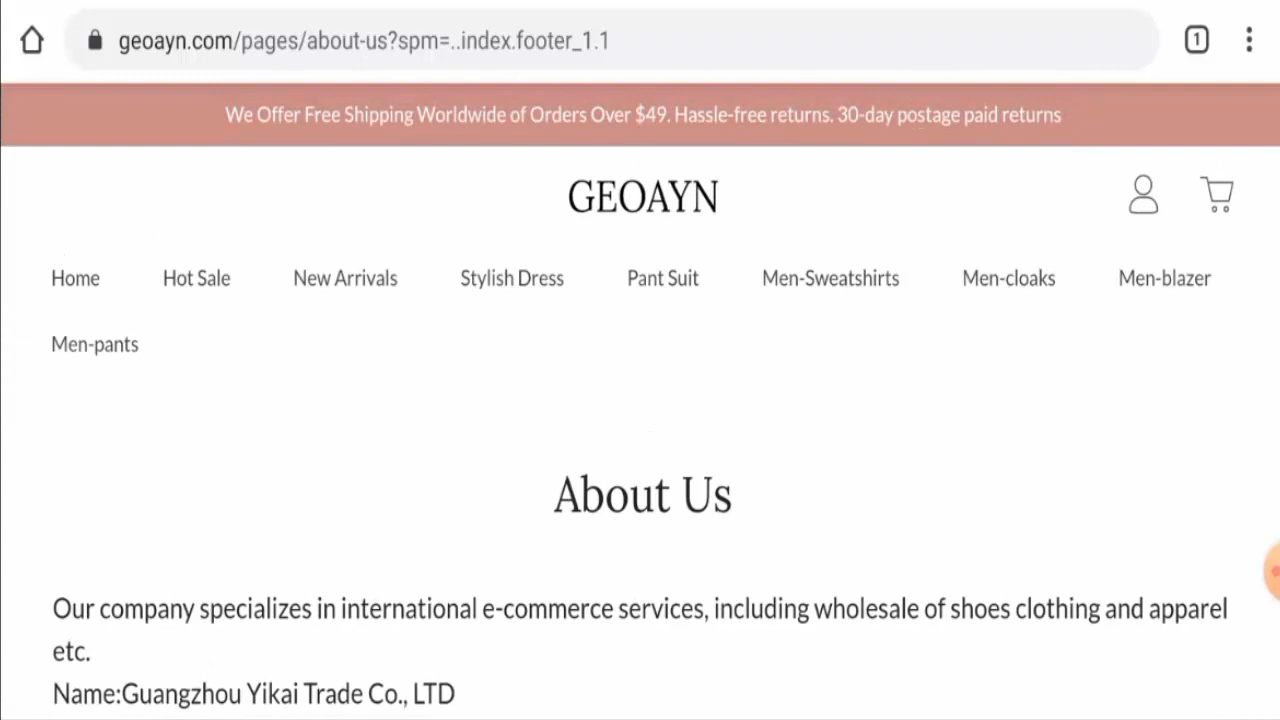 geoayn.com/pages/about-us?spm=..index.footer_1.1
1
We Offer Free Shipping Worldwide of Orders Over $49. Hassle-free returns. 30-day postage paid returns
GEOAYN
Home Hot Sale New Arrivals Stylish Dress Pant Suit Men-Sweatshirts Men-cloaks Men-blazer
Men-pants
About Us
Our company specializes in international e-commerce services, including wholesale of shoes clothing and apparel
etc.
Name:Guangzhou Yikai Trade Co., LTD